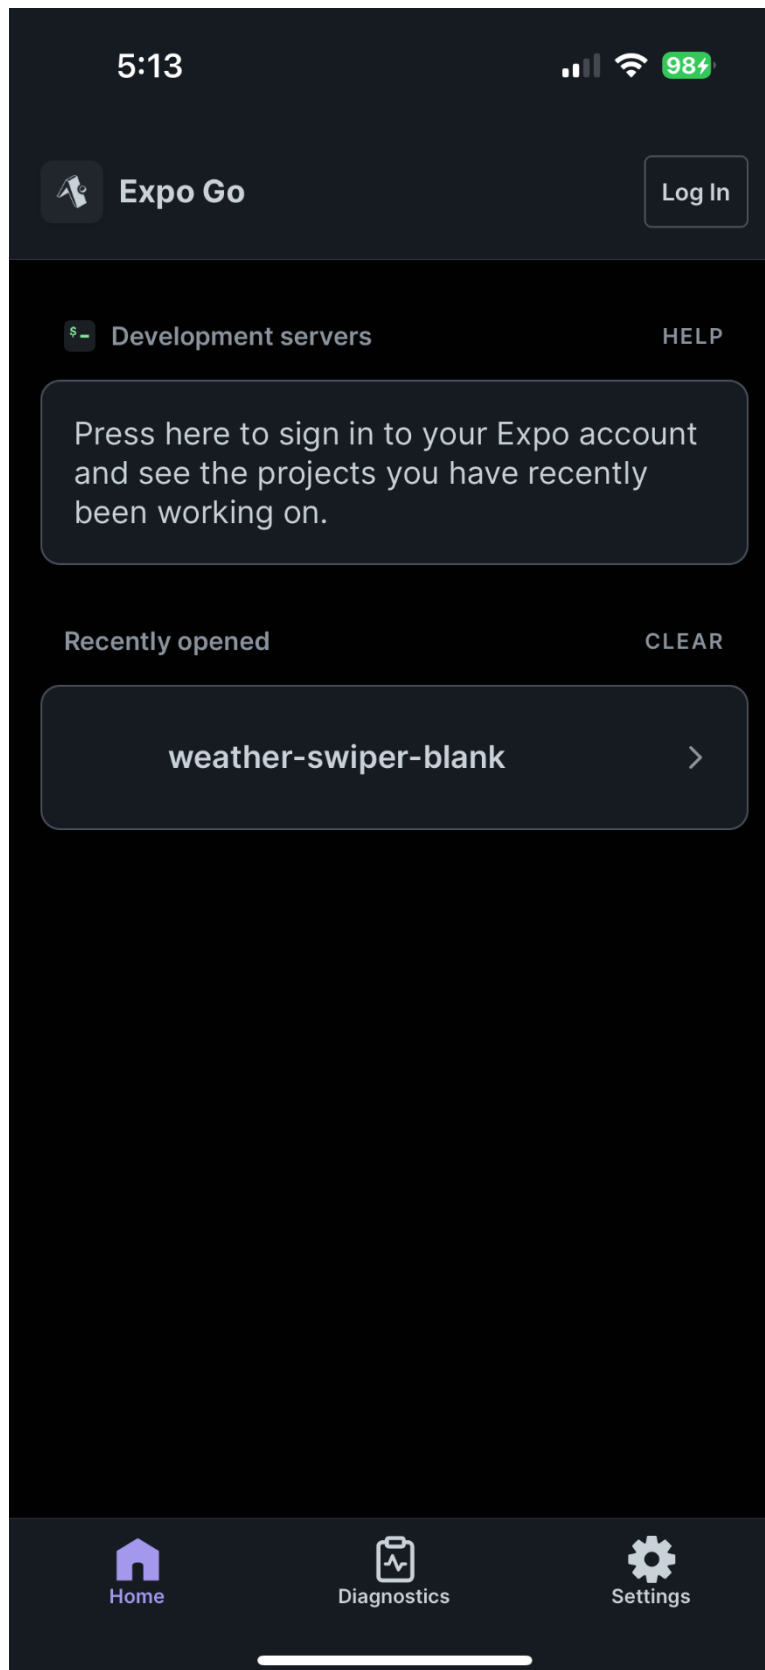 5:13
98
Expo Go
Log In
$
Development servers
HELP
Press here to sign in to your Expo account
and see the projects you have recently
been working on.
Recently opened
CLEAR
weather-swiper-blank
Home
Diagnostics
Settings